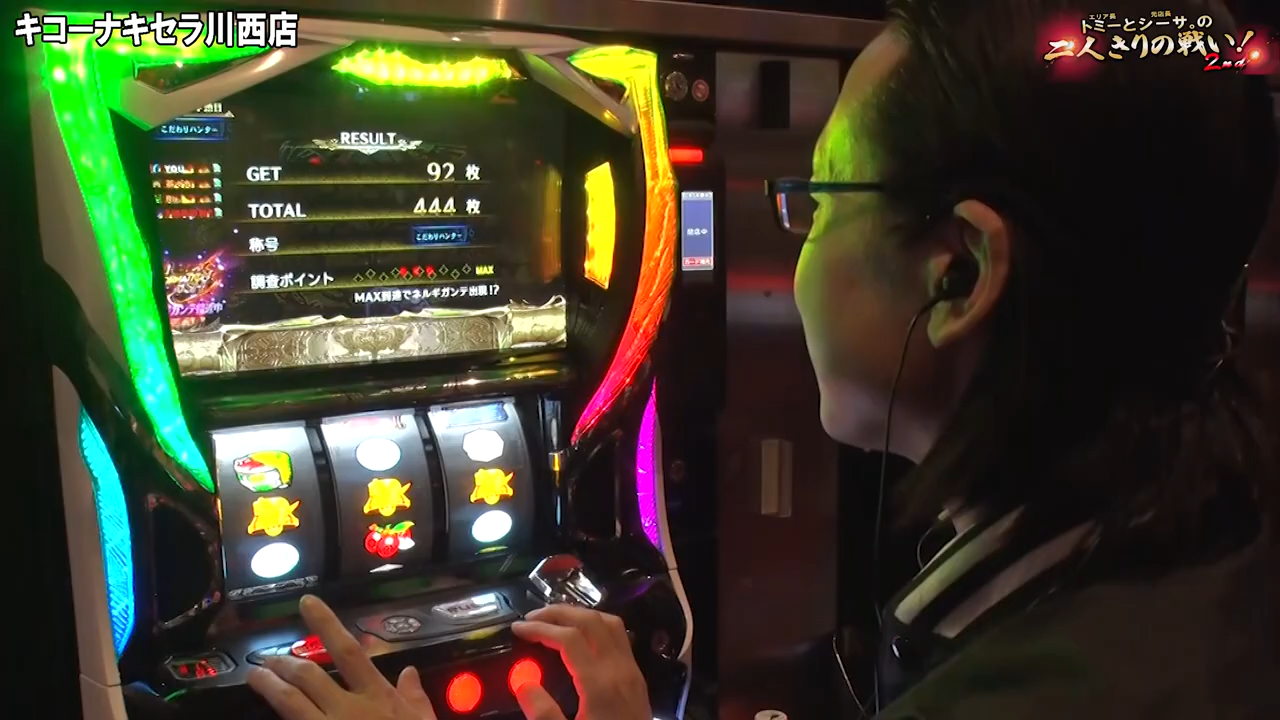 キコーナキセラ川西店
エリア長 元店長
トミーとシーサ。の
二人きりの戦い!
2nd
こだわりハンター
RESULT
YOU
GET 92 枚
TOTAL 444 枚
称号 こだわりハンター
調査ポイント MAX
MAX到達でネルギガンテ出現!?
開店中